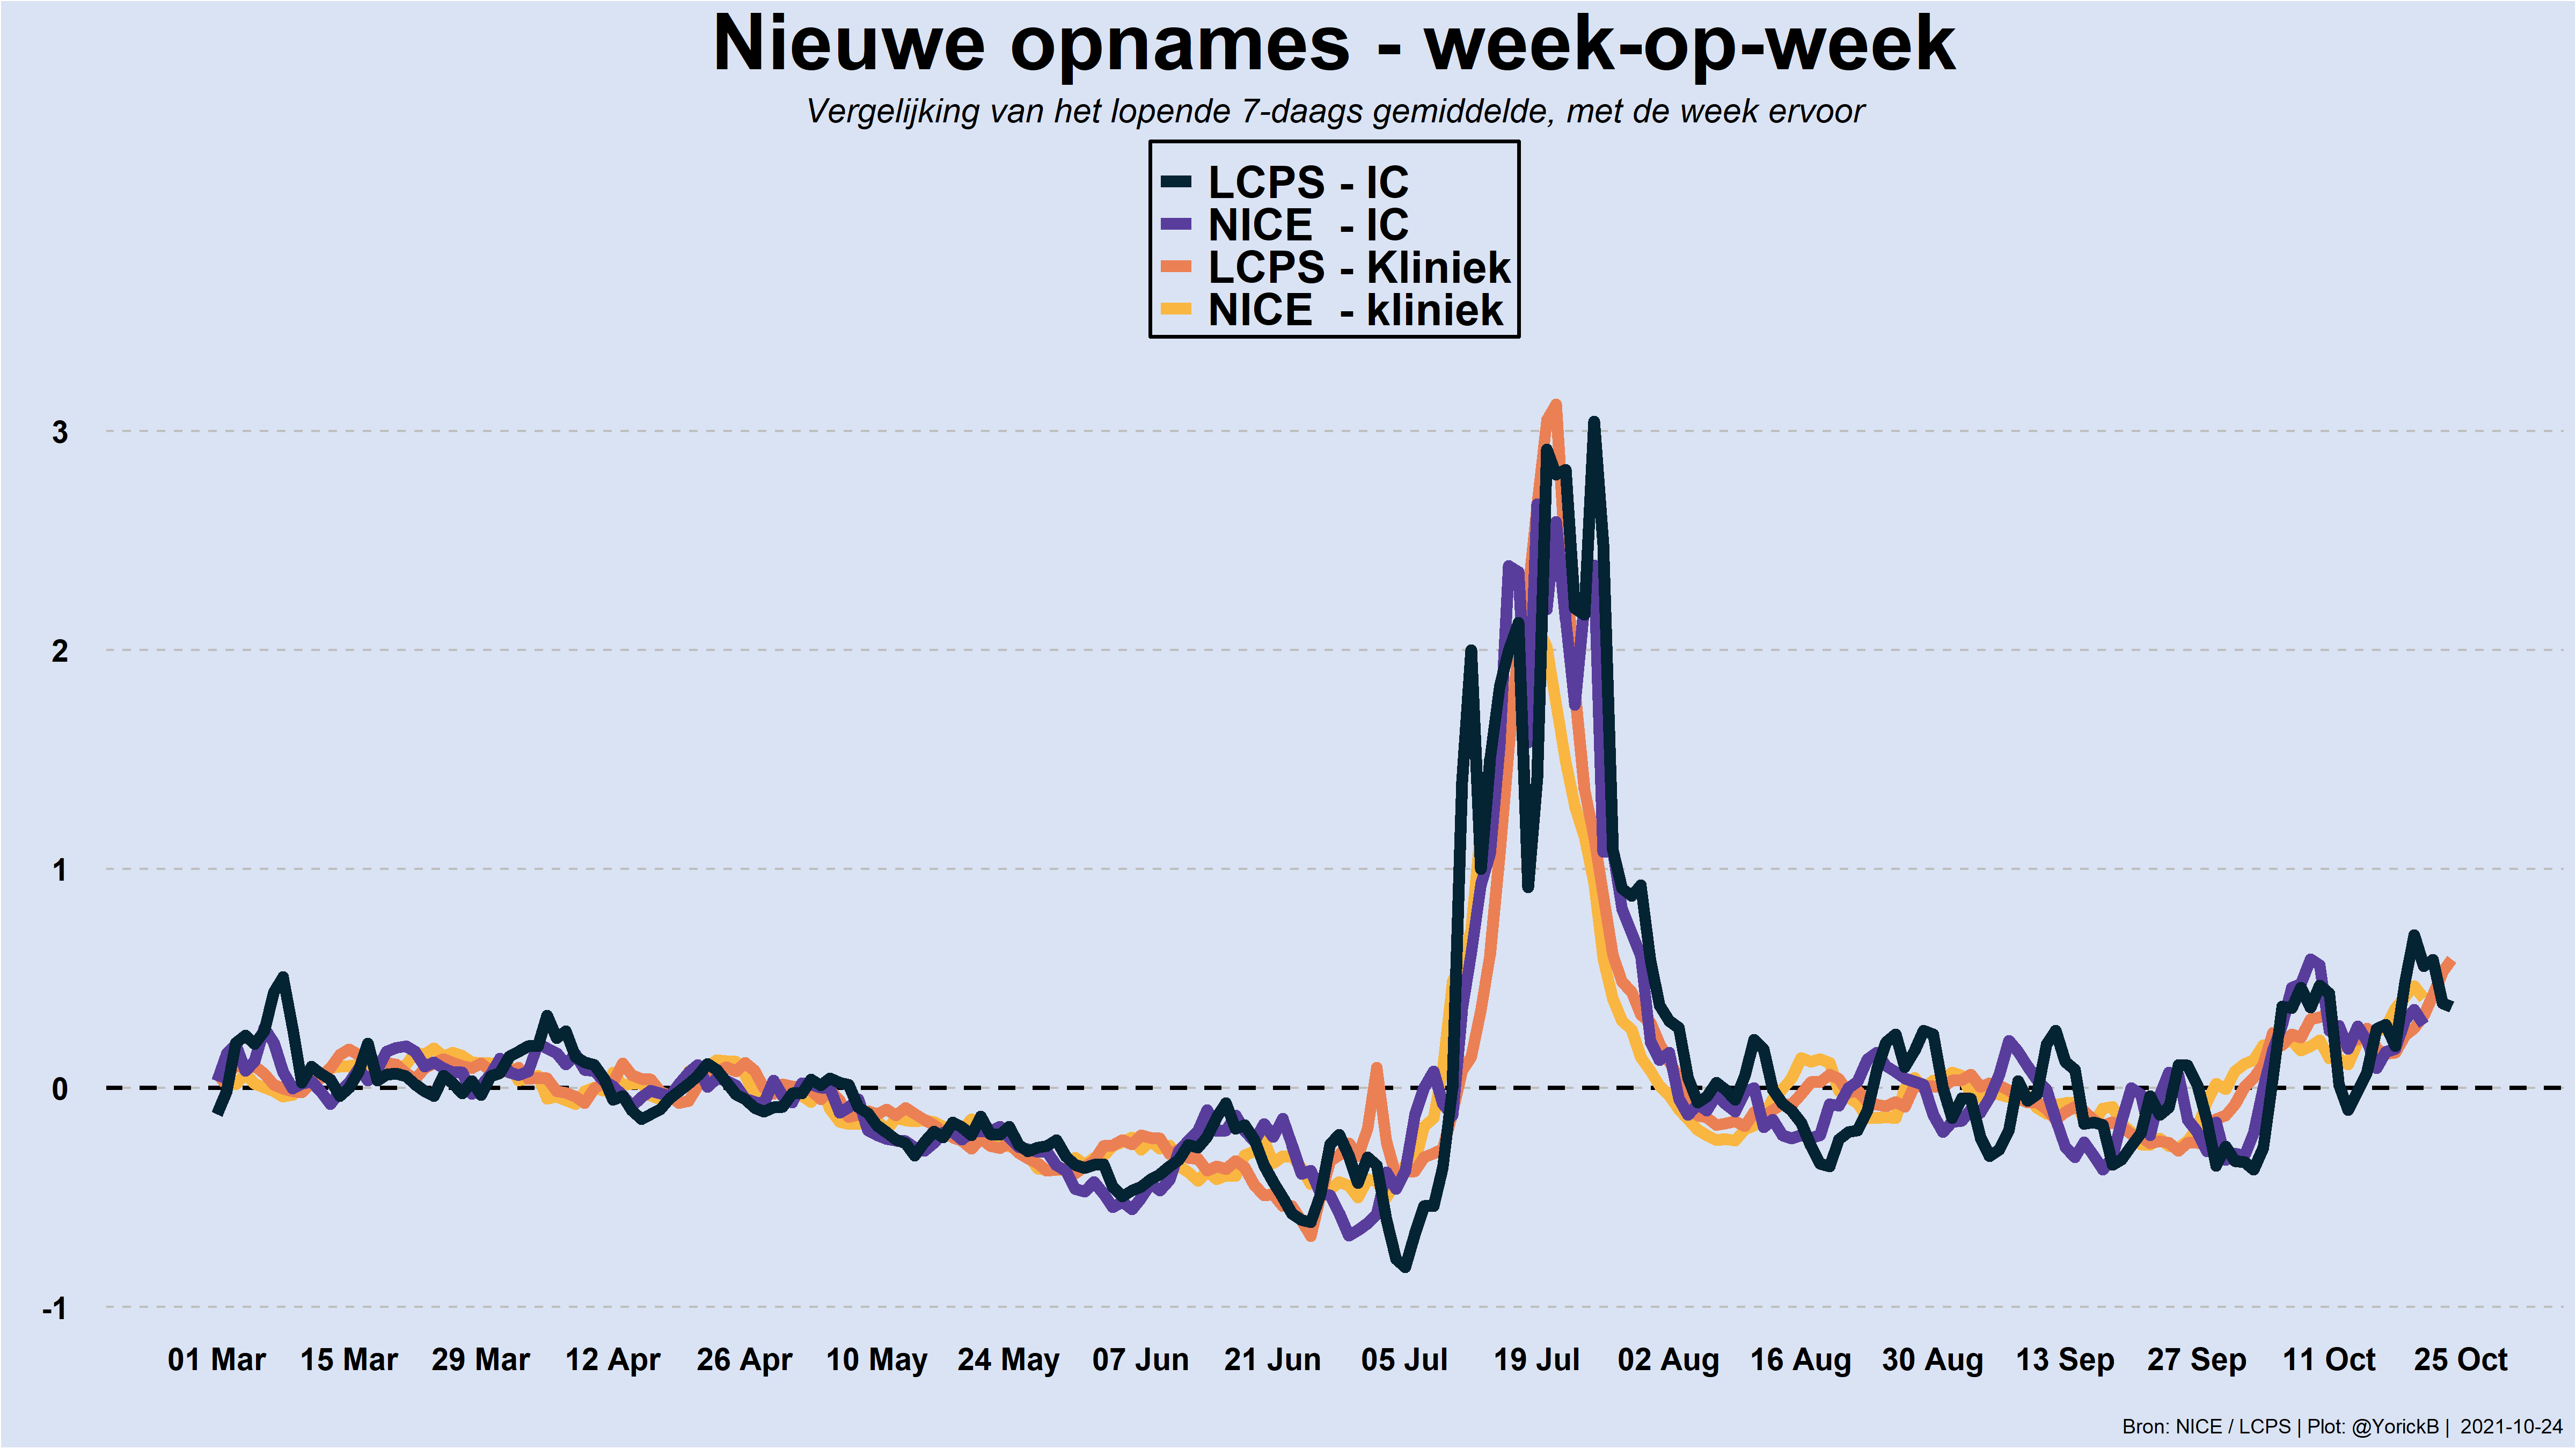 Nieuwe opnames - week-op-week
Vergelijking van het lopende 7-daags gemiddelde, met de week ervoor
LCPS - IC
NICE - IC
LCPS - Kliniek
NICE - kliniek
3
2
1
0
-1
01 Mar 15 Mar 29 Mar 12 Apr 26 Apr 10 May 24 May 07 Jun 21 Jun 05 Jul 19 Jul 02 Aug 16 Aug 30 Aug 13 Sep 27 Sep 11 Oct 25 Oct
Bron: NICE / LCPS | Plot: @YorickB | 2021-10-24